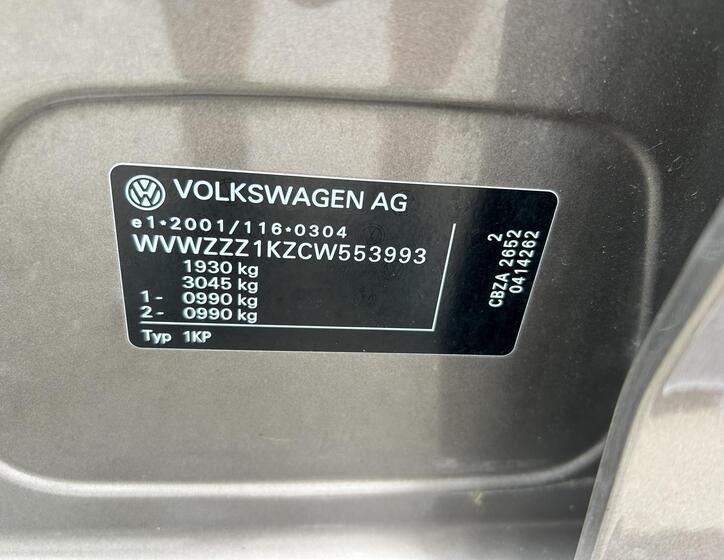 VOLKSWAGEN AG
e1*2001/116*0304
WVWZZZ1KZCW553993
1930 kg
3045 kg
1- 0990 kg
2- 0990 kg
Typ 1KP
2
CBZA 2652
0414262